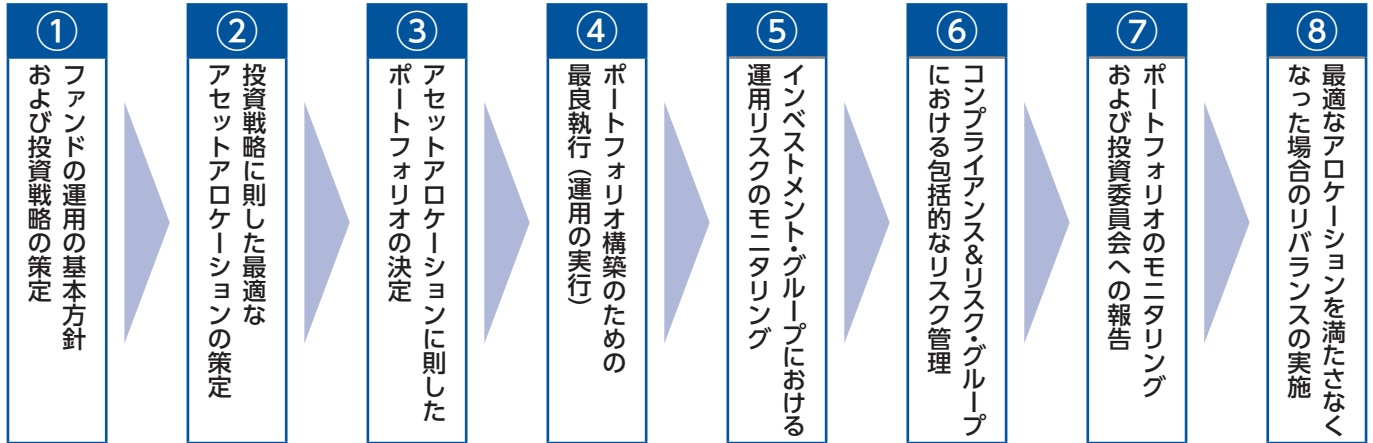 ①
ファンドの運用の基本方針
および投資戦略の策定
②
投資戦略に則した最適な
アセットアロケーションの策定
③
アセットアロケーションに則した
ポートフォリオの決定
④
ポートフォリオ構築のための
最良執行（運用の実行）
⑤
インベストメント・グループにおける
運用リスクのモニタリング
⑥
コンプライアンス&リスク・グループ
における包括的なリスク管理
⑦
ポートフォリオのモニタリング
および投資委員会への報告
⑧
最適なアロケーションを満たさなく
なった場合のリバランスの実施